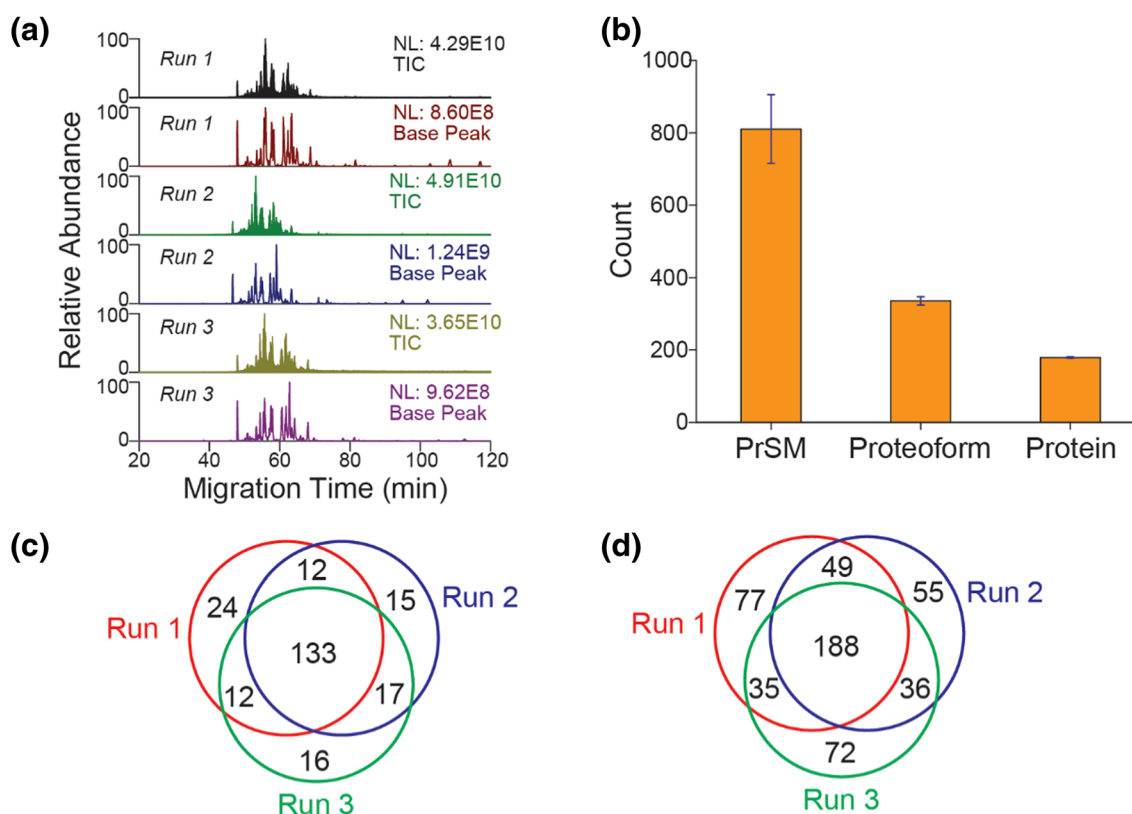 (a)
100
0
Run 1
NL: 4.29E10
TIC
100
0
Run 1
NL: 8.60E8
Base Peak
100
0
Run 2
NL: 4.91E10
TIC
100
0
Run 2
NL: 1.24E9
Base Peak
100
0
Run 3
NL: 3.65E10
TIC
100
0
Run 3
NL: 9.62E8
Base Peak
Relative Abundance
20 40 60 80 100 120
Migration Time (min)
(b)
1000
800
600
400
200
0
Count
PrSM Proteoform Protein
(c)
12
24
15
Run 2
Run 1
133
12
17
16
Run 3
(d)
49
77
55
Run 2
Run 1
188
35
36
72
Run 3